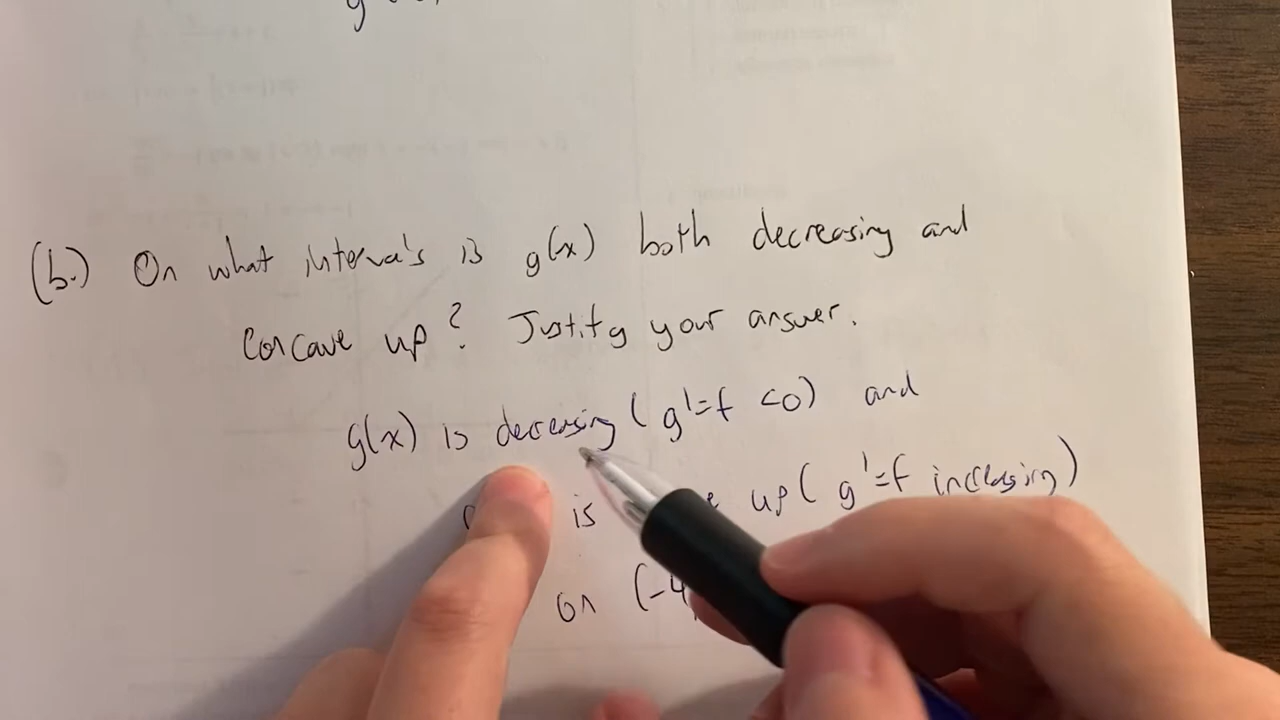 (b.) On what interva's is g(x) both decreasing and
concave up? Justify your answer.
g(x) is decreasing (g'=f <0) and
is up (g'=f increasing)
on (-4